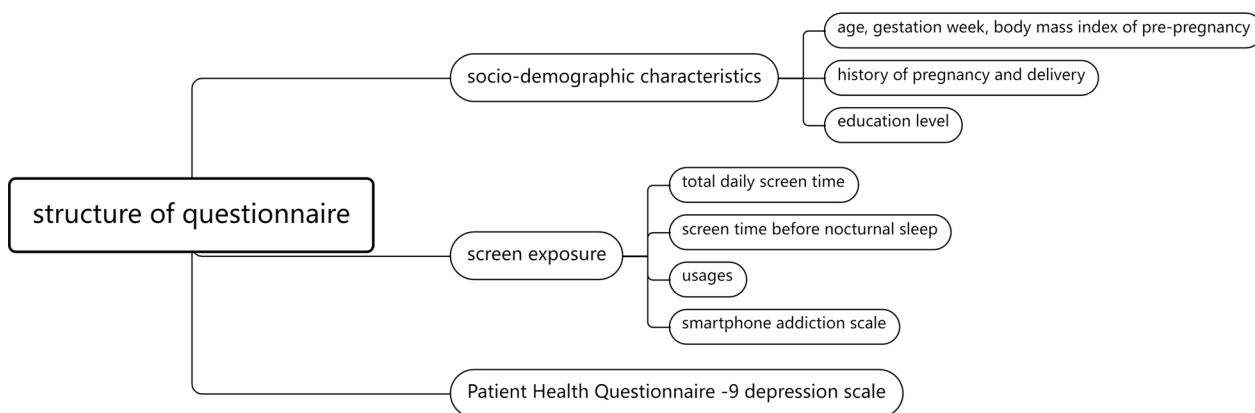 structure of questionnaire
socio-demographic characteristics
age, gestation week, body mass index of pre-pregnancy
history of pregnancy and delivery
education level
screen exposure
total daily screen time
screen time before nocturnal sleep
usages
smartphone addiction scale
Patient Health Questionnaire -9 depression scale